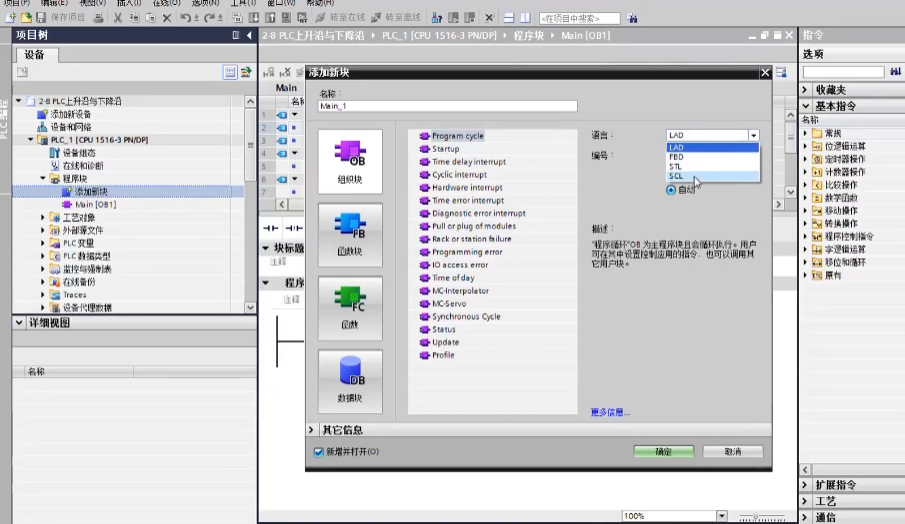 项目(P) 编辑(E) 视图(V) 插入(I) 在线(O) 选项(N) 工具(T) 窗口(W) 帮助(H)
保存项目 转至在线 转至离线 <在项目中搜索>
项目树
设备
2-8 PLC上升沿与下降沿
添加新设备
设备和网络
PLC_1 [CPU 1516-3 PN/DP]
设备组态
在线和诊断
程序块
添加新块
Main [OB1]
工艺对象
外部源文件
PLC 变量
PLC 数据类型
监控与强制表
在线备份
Traces
设备代理数据
详细视图
名称
2-8 PLC上升沿与下降沿 PLC_1 [CPU 1516-3 PN/DP] 程序块 Main [OB1]
Main
名称
1
2
3
4
5
6
7
块标题
注释
程序
注释
100%
添加新块
名称：
Main_1
OB
组织块
FB
函数块
FC
函数
DB
数据块
Program cycle
Startup
Time delay interrupt
Cyclic interrupt
Hardware interrupt
Time error interrupt
Diagnostic error interrupt
Pull or plug of modules
Rack or station failure
Programming error
IO access error
Time of day
MC-Interpolator
MC-Servo
Synchronous Cycle
Status
Update
Profile
语言：
LAD
LAD
FBD
STL
SCL
编号：
自动
描述：
"程序循环"OB 为主程序块且会循环执行。用户
可在其中设置控制应用的指令，也可以调用其
它用户块。
更多信息...
其它信息
新增并打开(O)
确定
取消
指令
选项
收藏夹
基本指令
名称
常规
位逻辑运算
定时器操作
计数器操作
比较操作
数学函数
移动操作
转换操作
程序控制指令
字逻辑运算
移位和循环
原有
扩展指令
工艺
通信